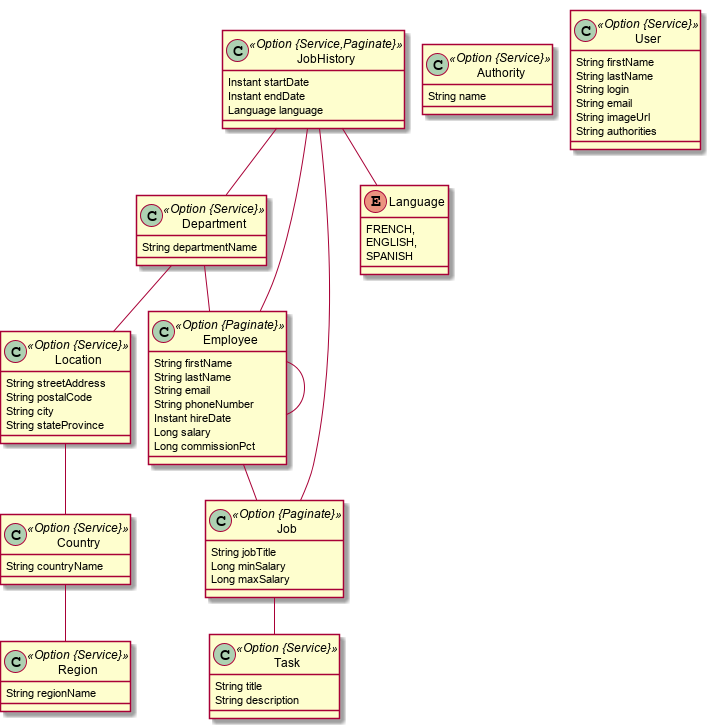 C «Option {Service,Paginate}»
JobHistory
Instant startDate
Instant endDate
Language language
C «Option {Service}»
Authority
String name
C «Option {Service}»
User
String firstName
String lastName
String login
String email
String imageUrl
String authorities
C «Option {Service}»
Department
String departmentName
E Language
FRENCH,
ENGLISH,
SPANISH
C «Option {Service}»
Location
String streetAddress
String postalCode
String city
String stateProvince
C «Option {Paginate}»
Employee
String firstName
String lastName
String email
String phoneNumber
Instant hireDate
Long salary
Long commissionPct
C «Option {Service}»
Country
String countryName
C «Option {Paginate}»
Job
String jobTitle
Long minSalary
Long maxSalary
C «Option {Service}»
Region
String regionName
C «Option {Service}»
Task
String title
String description